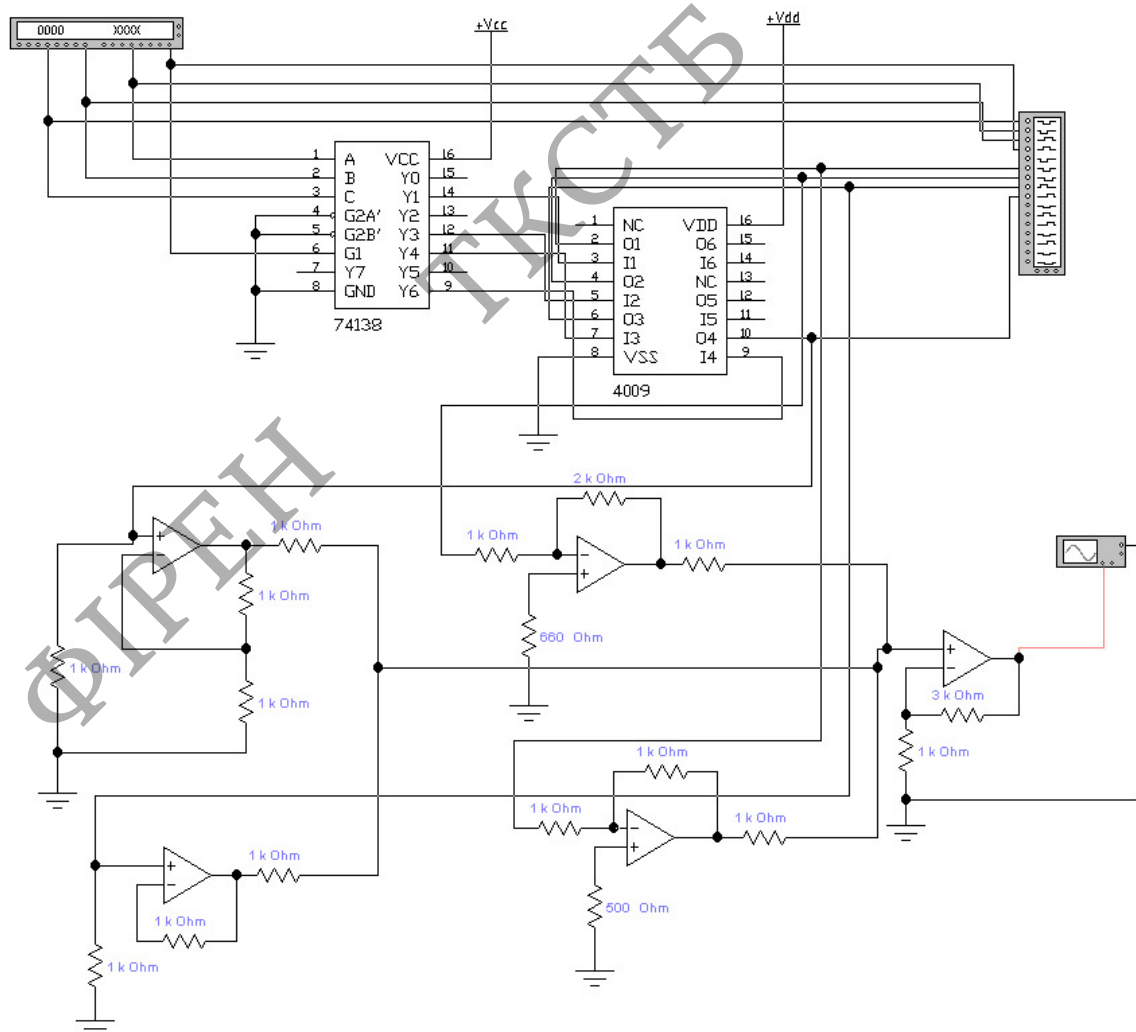 0000 XXXX
+Vcc
+Vdd
1 A VCC 16
2 B Y0 15
3 C Y1 14
4 G2A' Y2 13
5 G2B' Y3 12
6 G1 Y4 11
7 Y7 Y5 10
8 GND Y6 9
74138
1 NC VDD 16
2 O1 O6 15
3 I1 I6 14
4 O2 NC 13
5 I2 O5 12
6 O3 I5 11
7 I3 O4 10
8 VSS I4 9
4009
ФІРЕН ТКСТБ
2 k Ohm
1 k Ohm
1 k Ohm
1 k Ohm
1 k Ohm
660 Ohm
1 k Ohm
1 k Ohm
3 k Ohm
1 k Ohm
1 k Ohm
1 k Ohm
1 k Ohm
1 k Ohm
1 k Ohm
500 Ohm
1 k Ohm